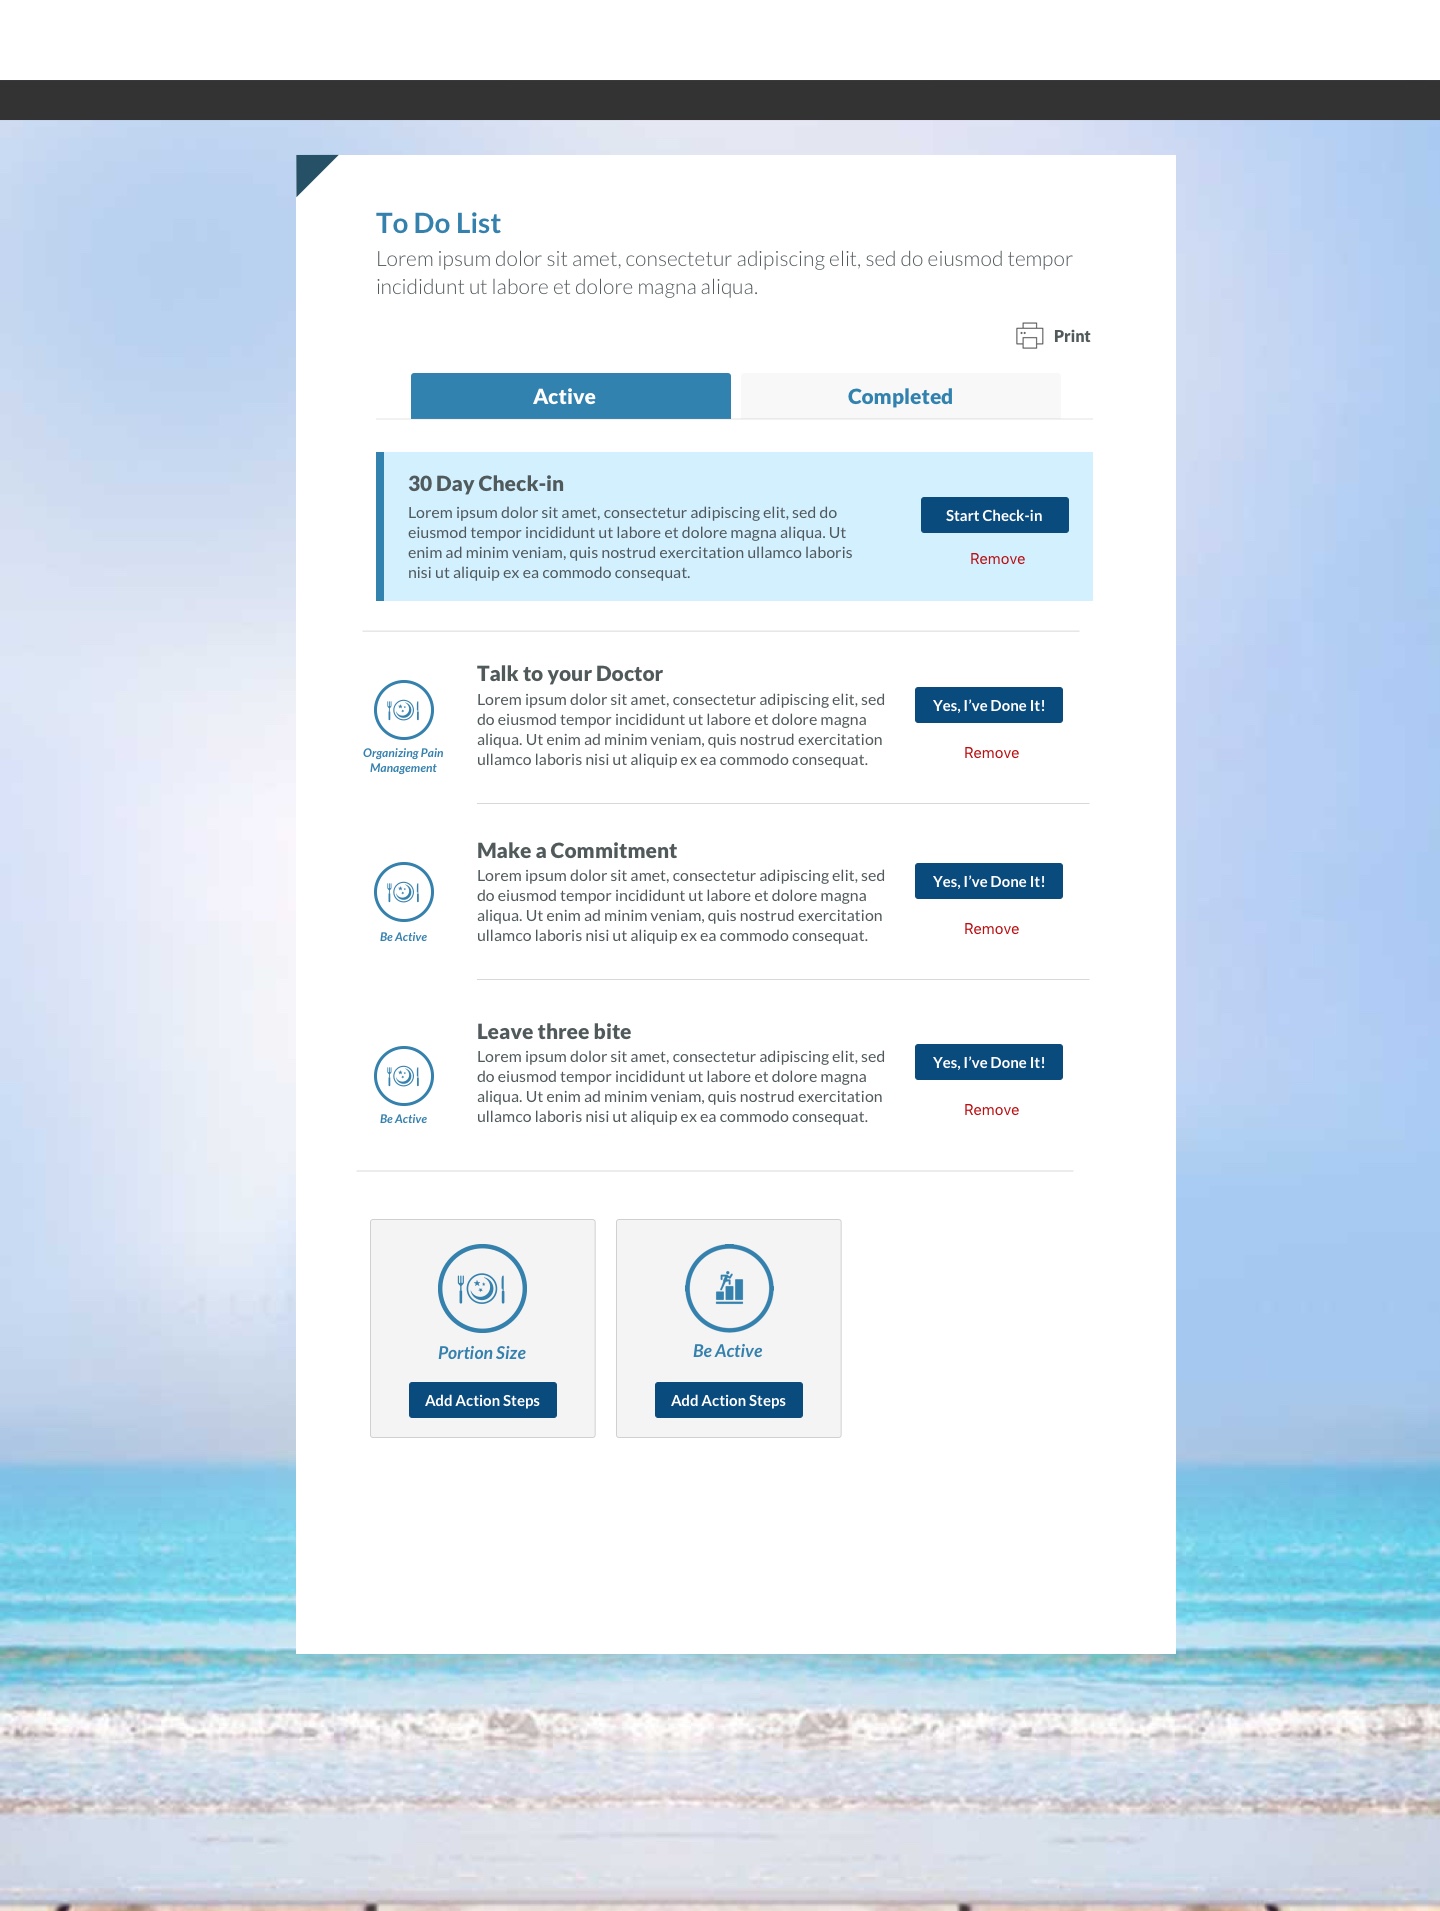 To Do List
Lorem ipsum dolor sit amet, consectetur adipiscing elit, sed do eiusmod tempor
incididunt ut labore et dolore magna aliqua.
Print
Active
Completed
30 Day Check-in
Lorem ipsum dolor sit amet, consectetur adipiscing elit, sed do
eiusmod tempor incididunt ut labore et dolore magna aliqua. Ut
enim ad minim veniam, quis nostrud exercitation ullamco laboris
nisi ut aliquip ex ea commodo consequat.
Start Check-in
Remove
Organizing Pain
Management
Talk to your Doctor
Lorem ipsum dolor sit amet, consectetur adipiscing elit, sed
do eiusmod tempor incididunt ut labore et dolore magna
aliqua. Ut enim ad minim veniam, quis nostrud exercitation
ullamco laboris nisi ut aliquip ex ea commodo consequat.
Yes, I’ve Done It!
Remove
Be Active
Make a Commitment
Lorem ipsum dolor sit amet, consectetur adipiscing elit, sed
do eiusmod tempor incididunt ut labore et dolore magna
aliqua. Ut enim ad minim veniam, quis nostrud exercitation
ullamco laboris nisi ut aliquip ex ea commodo consequat.
Yes, I’ve Done It!
Remove
Be Active
Leave three bite
Lorem ipsum dolor sit amet, consectetur adipiscing elit, sed
do eiusmod tempor incididunt ut labore et dolore magna
aliqua. Ut enim ad minim veniam, quis nostrud exercitation
ullamco laboris nisi ut aliquip ex ea commodo consequat.
Yes, I’ve Done It!
Remove
Portion Size
Add Action Steps
Be Active
Add Action Steps